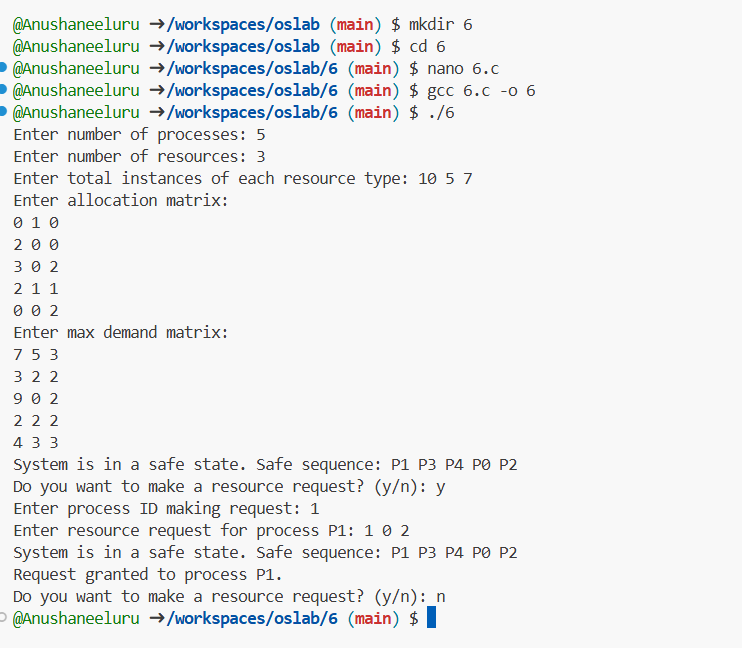 @Anushaneeluru ➜/workspaces/oslab (main) $ mkdir 6
@Anushaneeluru ➜/workspaces/oslab (main) $ cd 6
@Anushaneeluru ➜/workspaces/oslab/6 (main) $ nano 6.c
@Anushaneeluru ➜/workspaces/oslab/6 (main) $ gcc 6.c -o 6
@Anushaneeluru ➜/workspaces/oslab/6 (main) $ ./6
Enter number of processes: 5
Enter number of resources: 3
Enter total instances of each resource type: 10 5 7
Enter allocation matrix:
0 1 0
2 0 0
3 0 2
2 1 1
0 0 2
Enter max demand matrix:
7 5 3
3 2 2
9 0 2
2 2 2
4 3 3
System is in a safe state. Safe sequence: P1 P3 P4 P0 P2
Do you want to make a resource request? (y/n): y
Enter process ID making request: 1
Enter resource request for process P1: 1 0 2
System is in a safe state. Safe sequence: P1 P3 P4 P0 P2
Request granted to process P1.
Do you want to make a resource request? (y/n): n
@Anushaneeluru ➜/workspaces/oslab/6 (main) $